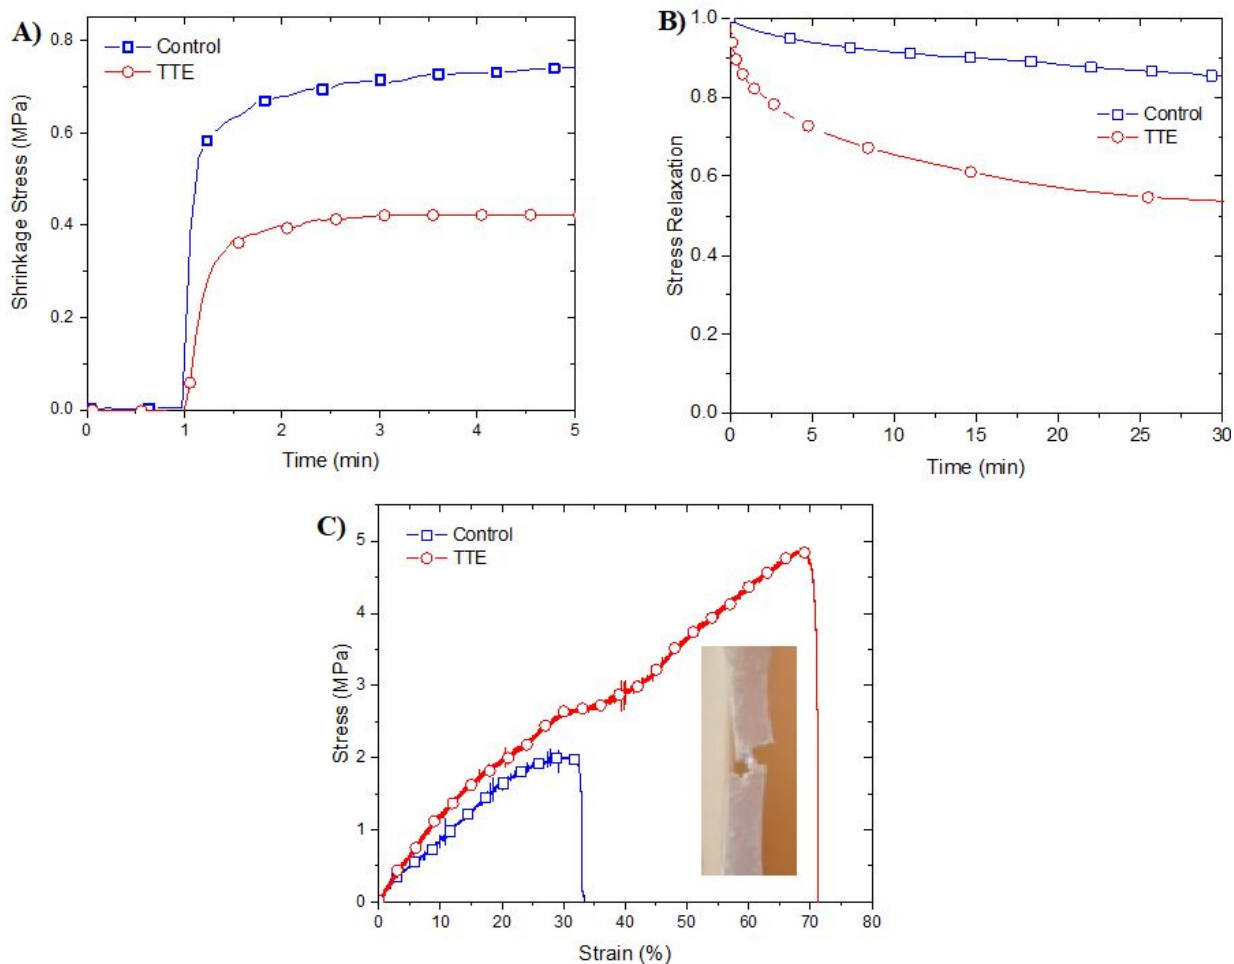 A)
Control
TTE
0.8
0.6
0.4
0.2
0.0
0 1 2 3 4 5
Shrinkage Stress (MPa)
Time (min)
B)
Control
TTE
1.0
0.8
0.6
0.4
0.2
0.0
0 5 10 15 20 25 30
Stress Relaxation
Time (min)
C)
Control
TTE
5
4
3
2
1
0
0 10 20 30 40 50 60 70 80
Stress (MPa)
Strain (%)